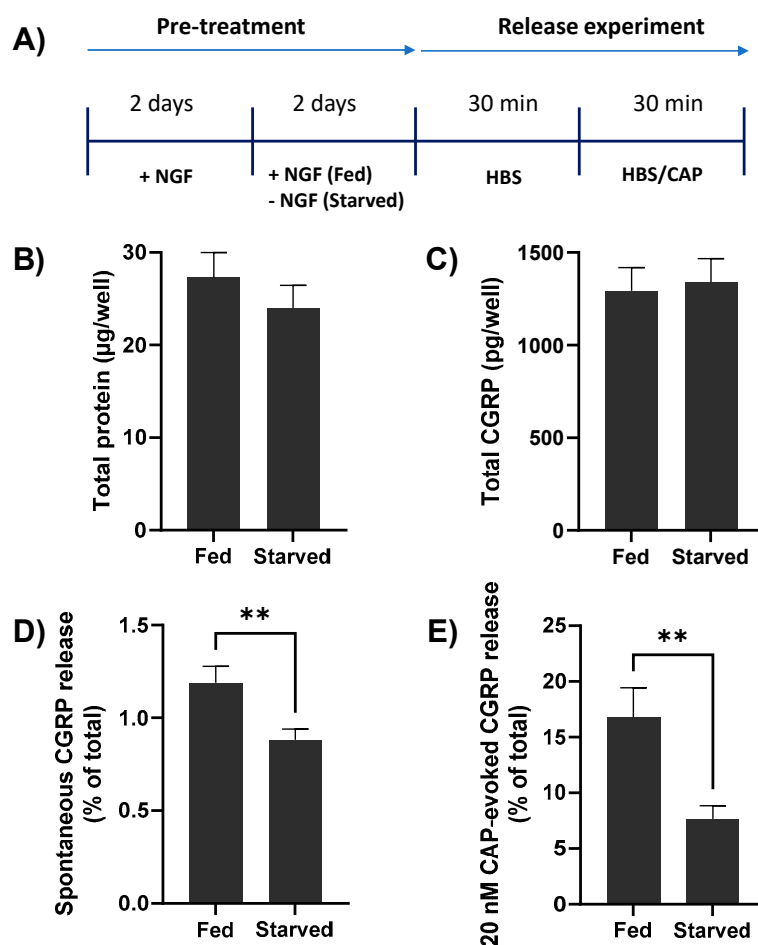 A)
Pre-treatment Release experiment
2 days 2 days 30 min 30 min
+ NGF + NGF (Fed) HBS HBS/CAP
- NGF (Starved)
B)
Total protein (µg/well)
30
20
10
0
Fed Starved
C)
Total CGRP (pg/well)
1500
1000
500
0
Fed Starved
D)
Spontaneous CGRP release
(% of total)
1.5
1.0
0.5
0.0
**
Fed Starved
E)
20 nM CAP-evoked CGRP release
(% of total)
25
20
15
10
5
0
**
Fed Starved